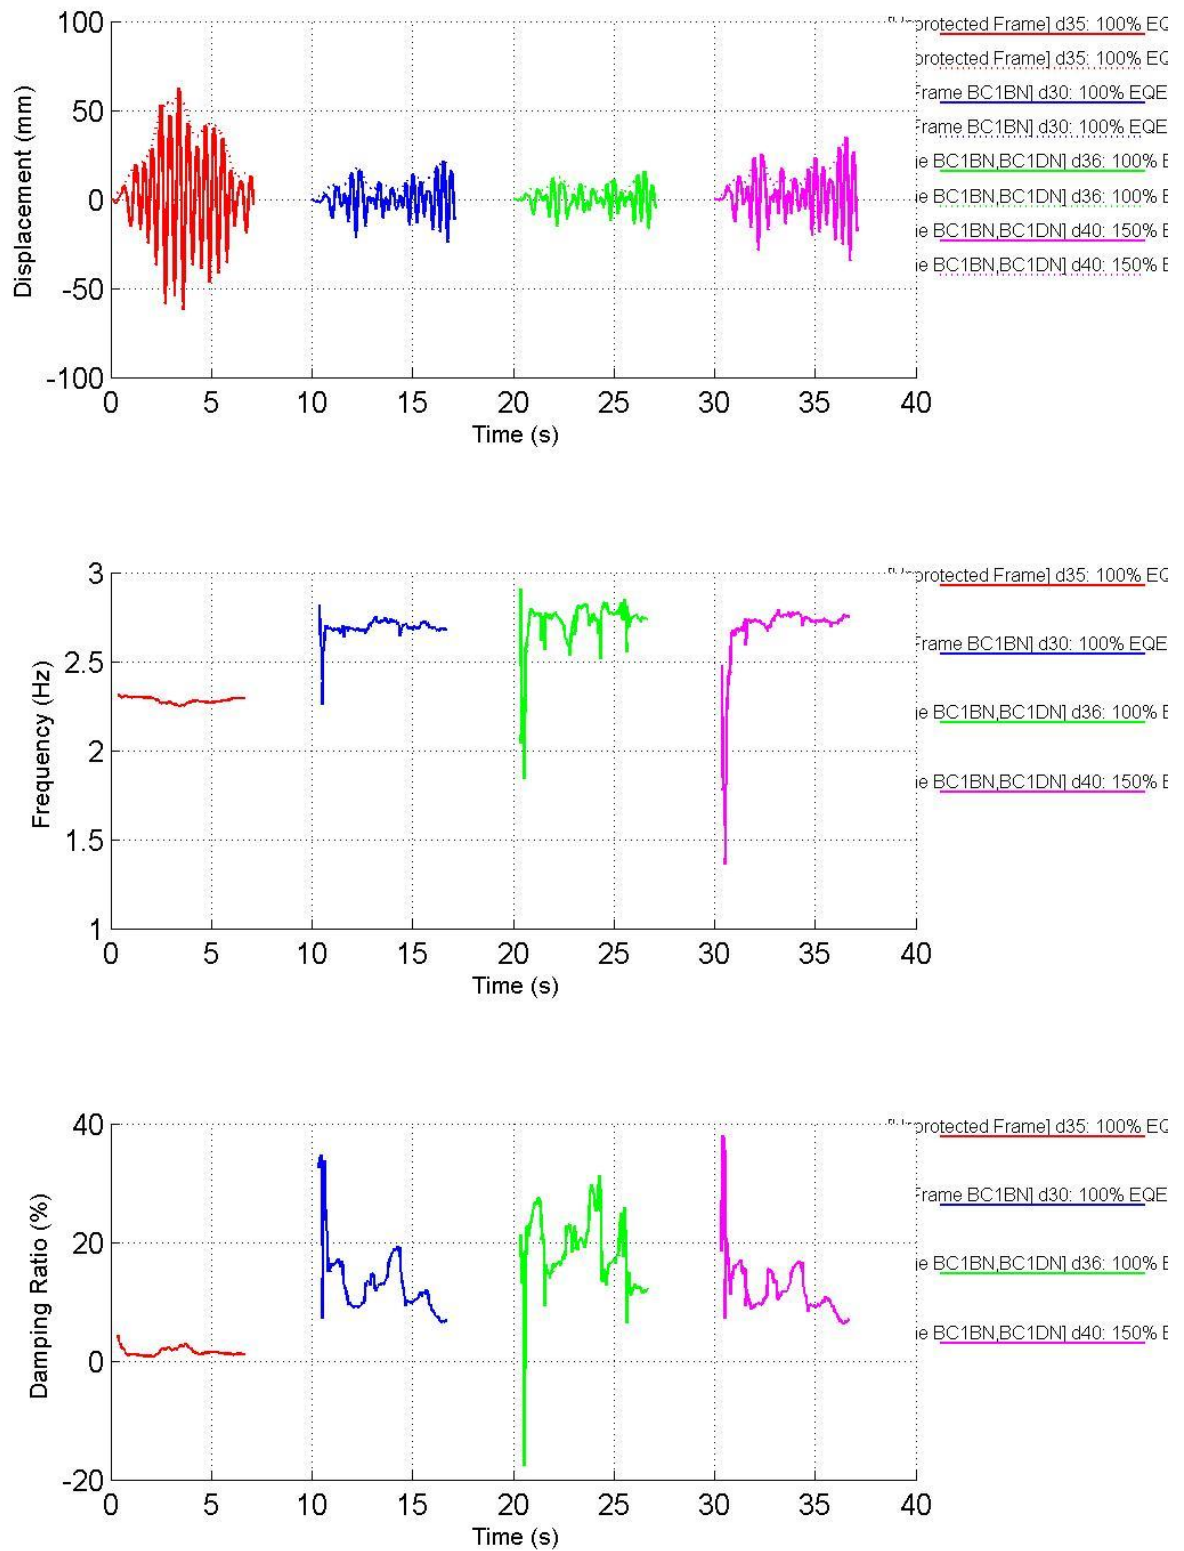 100
50
0
-50
-100
Displacement (mm)
0 5 10 15 20 25 30 35 40
Time (s)
protected Frame] d35: 100% EQ
protected Frame] d35: 100% EQ
Frame BC1BN] d30: 100% EQE
Frame BC1BN] d30: 100% EQE
BC1BN,BC1DN] d36: 100% E
BC1BN,BC1DN] d36: 100% E
BC1BN,BC1DN] d40: 150% E
BC1BN,BC1DN] d40: 150% E
3
2.5
2
1.5
1
Frequency (Hz)
0 5 10 15 20 25 30 35 40
Time (s)
protected Frame] d35: 100% EQ
Frame BC1BN] d30: 100% EQE
BC1BN,BC1DN] d36: 100% E
BC1BN,BC1DN] d40: 150% E
40
20
0
-20
Damping Ratio (%)
0 5 10 15 20 25 30 35 40
Time (s)
protected Frame] d35: 100% EQ
Frame BC1BN] d30: 100% EQE
BC1BN,BC1DN] d36: 100% E
BC1BN,BC1DN] d40: 150% E